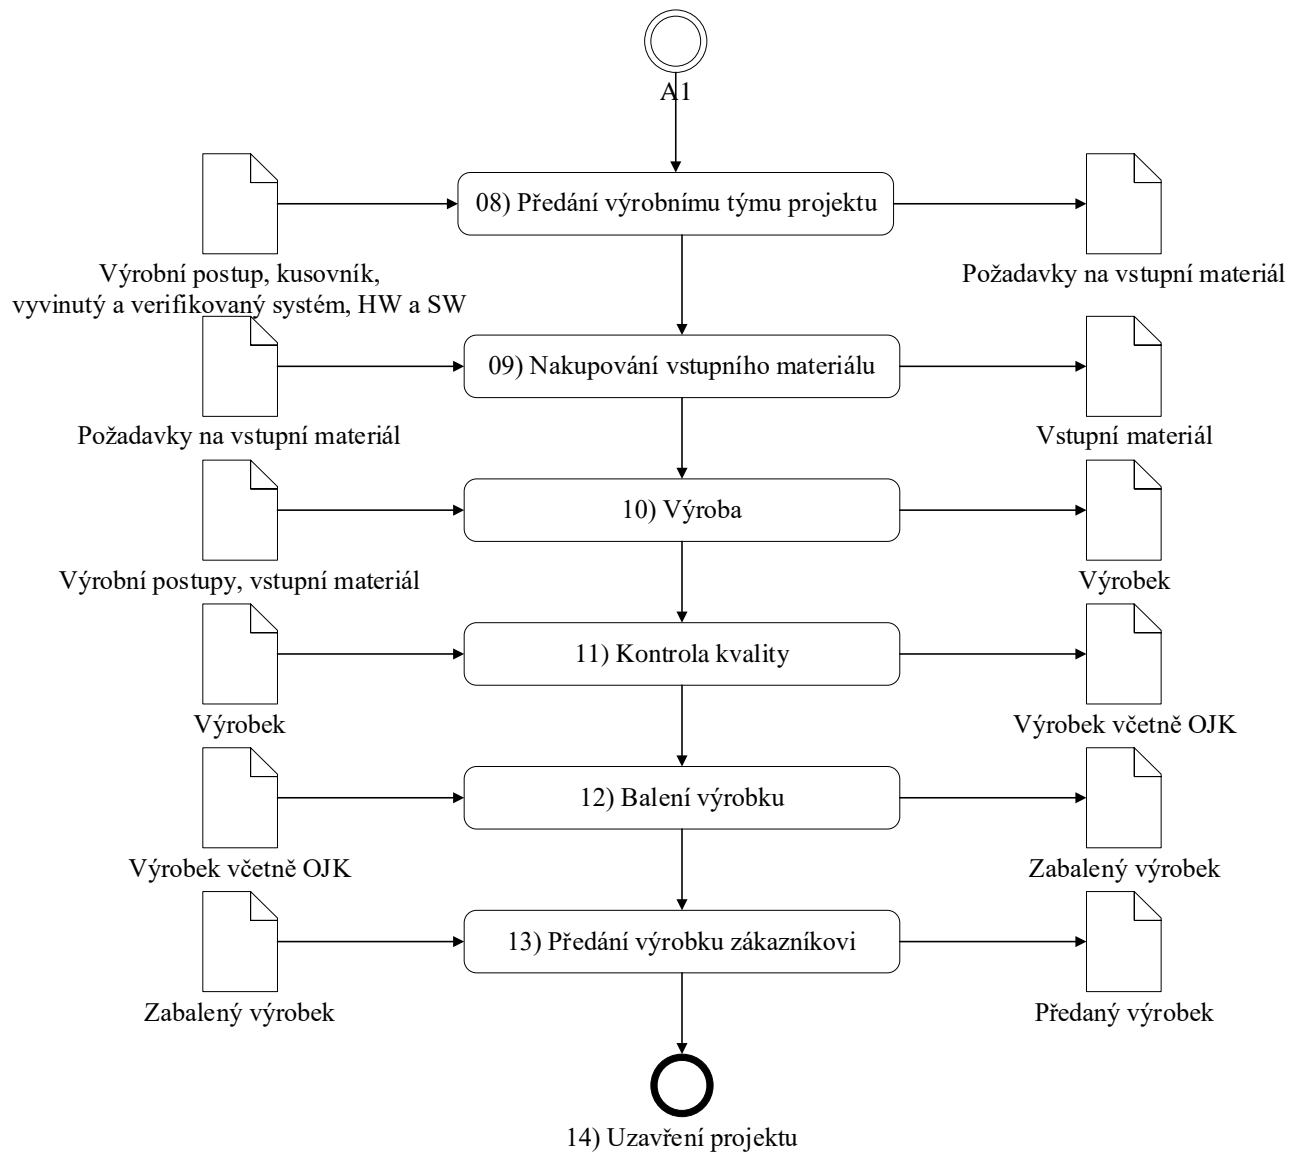 A1
08) Předání výrobnímu týmu projektu
Výrobní postup, kusovník,
vyvinutý a verifikovaný systém, HW a SW
Požadavky na vstupní materiál
09) Nakupování vstupního materiálu
Požadavky na vstupní materiál
Vstupní materiál
10) Výroba
Výrobní postupy, vstupní materiál
Výrobek
11) Kontrola kvality
Výrobek
Výrobek včetně OJK
12) Balení výrobku
Výrobek včetně OJK
Zabalený výrobek
13) Předání výrobku zákazníkovi
Zabalený výrobek
Předaný výrobek
14) Uzavření projektu